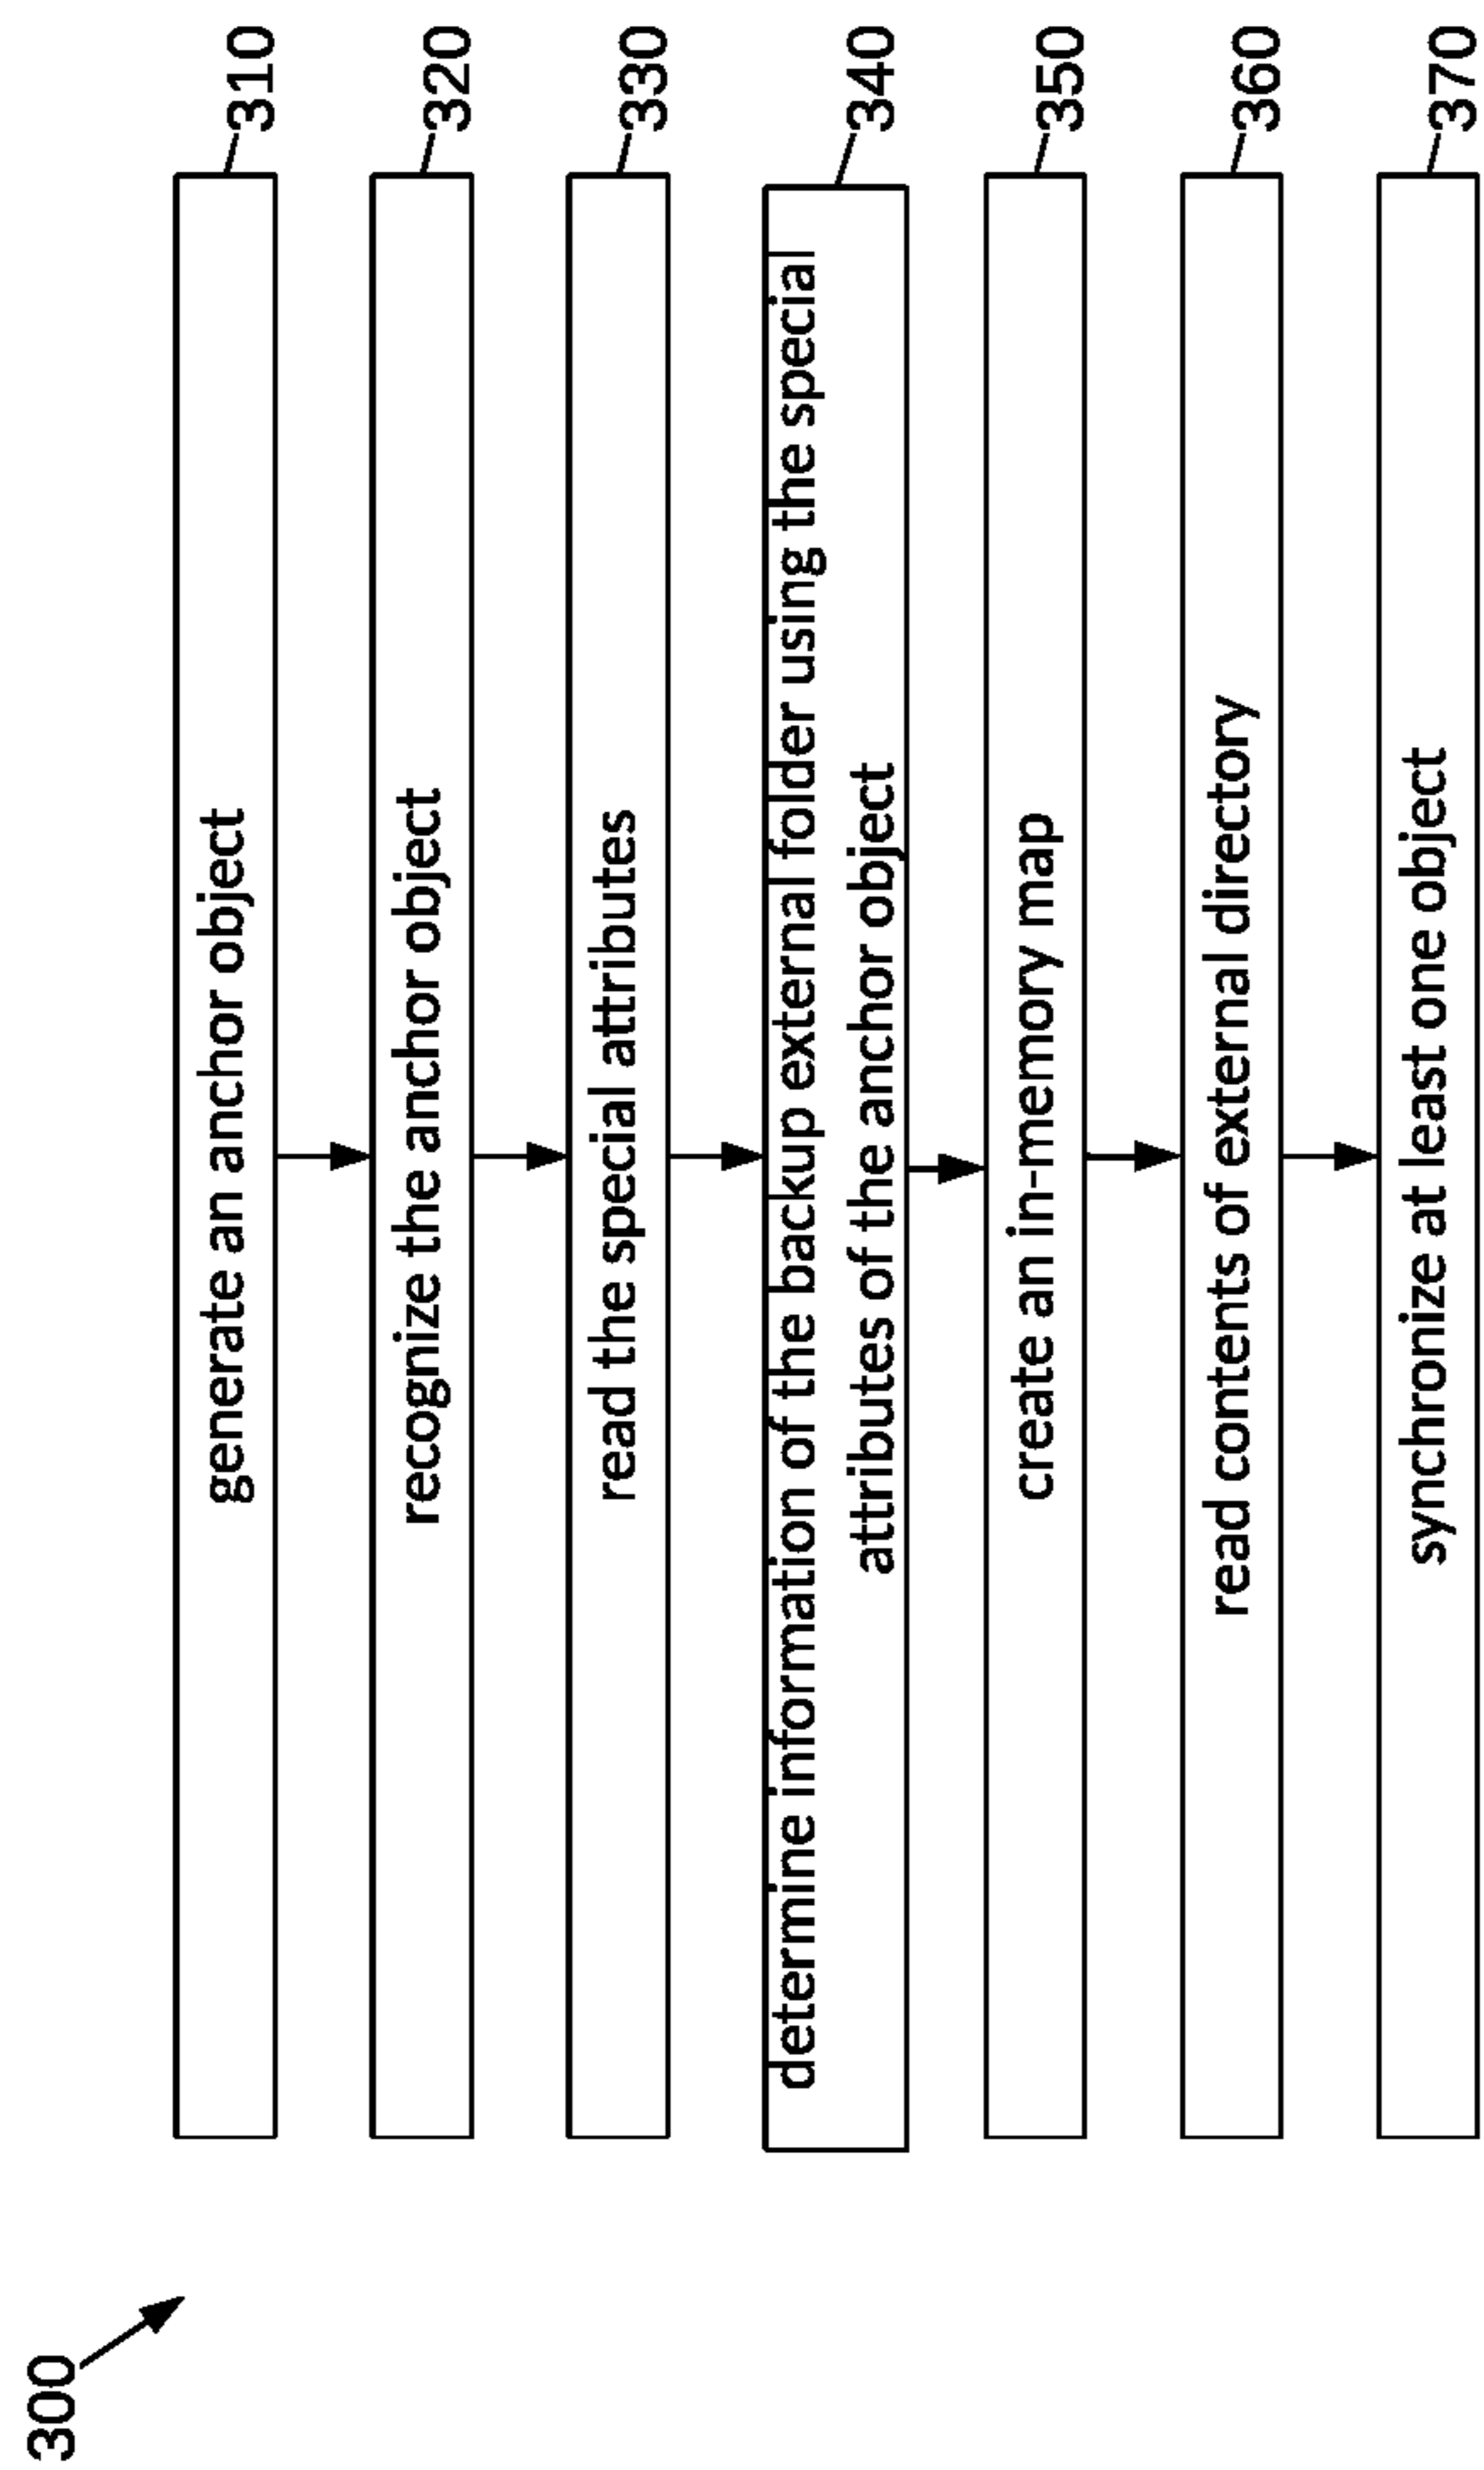 300
generate an anchor object
310
recognize the anchor object
320
read the special attributes
330
determine information of the backup external folder using the special
attributes of the anchor object
340
create an in-memory map
350
read contents of external directory
360
synchronize at least one object
370